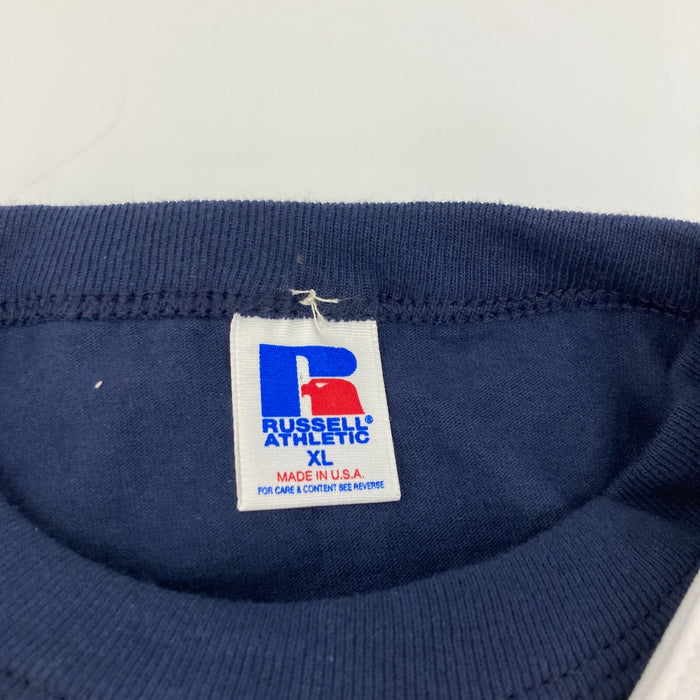 R
RUSSELL®
ATHLETIC
XL
MADE IN U.S.A.
FOR CARE & CONTENT SEE REVERSE